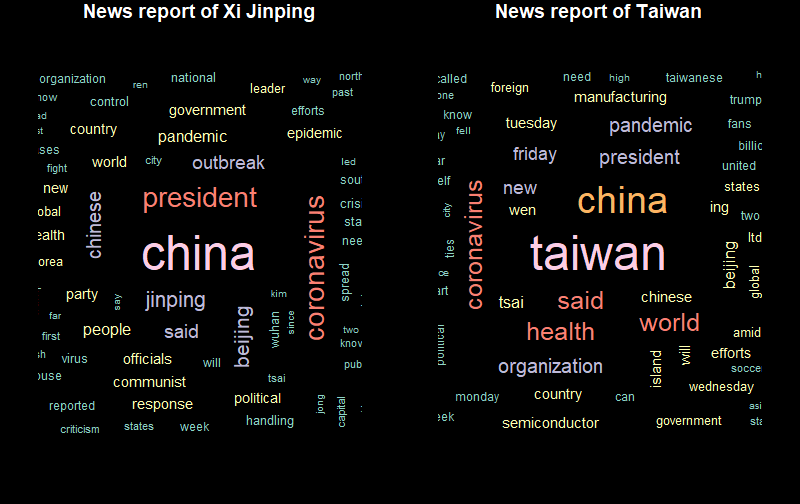 News report of Xi Jinping
organization
ren
national
way
north
now
control
leader
past
ad
government
efforts
st
country
pandemic
epidemic
ses
world
city
outbreak
led
fight
new
president
sou
obal
chinese
coronavirus
cris
sta
ealth
china
nee
orea
party
say
jinping
kim
spread
far
people
said
beijing
wuhan
since
two
first
know
sh
virus
officials
will
pub
ouse
communist
tsai
reported
response
political
jong
capital
criticism
states
week
handling
News report of Taiwan
called
need
high
taiwanese
h
one
foreign
manufacturing
trump
know
tuesday
pandemic
fans
ay
fell
friday
president
billio
ar
united
elf
new
states
city
coronavirus
wen
china
ing
two
ties
taiwan
beijing
ltd
ce
global
art
tsai
said
chinese
political
health
world
amid
organization
island
will
efforts
socce
wednesday
monday
country
can
asi
eek
semiconductor
government
sta